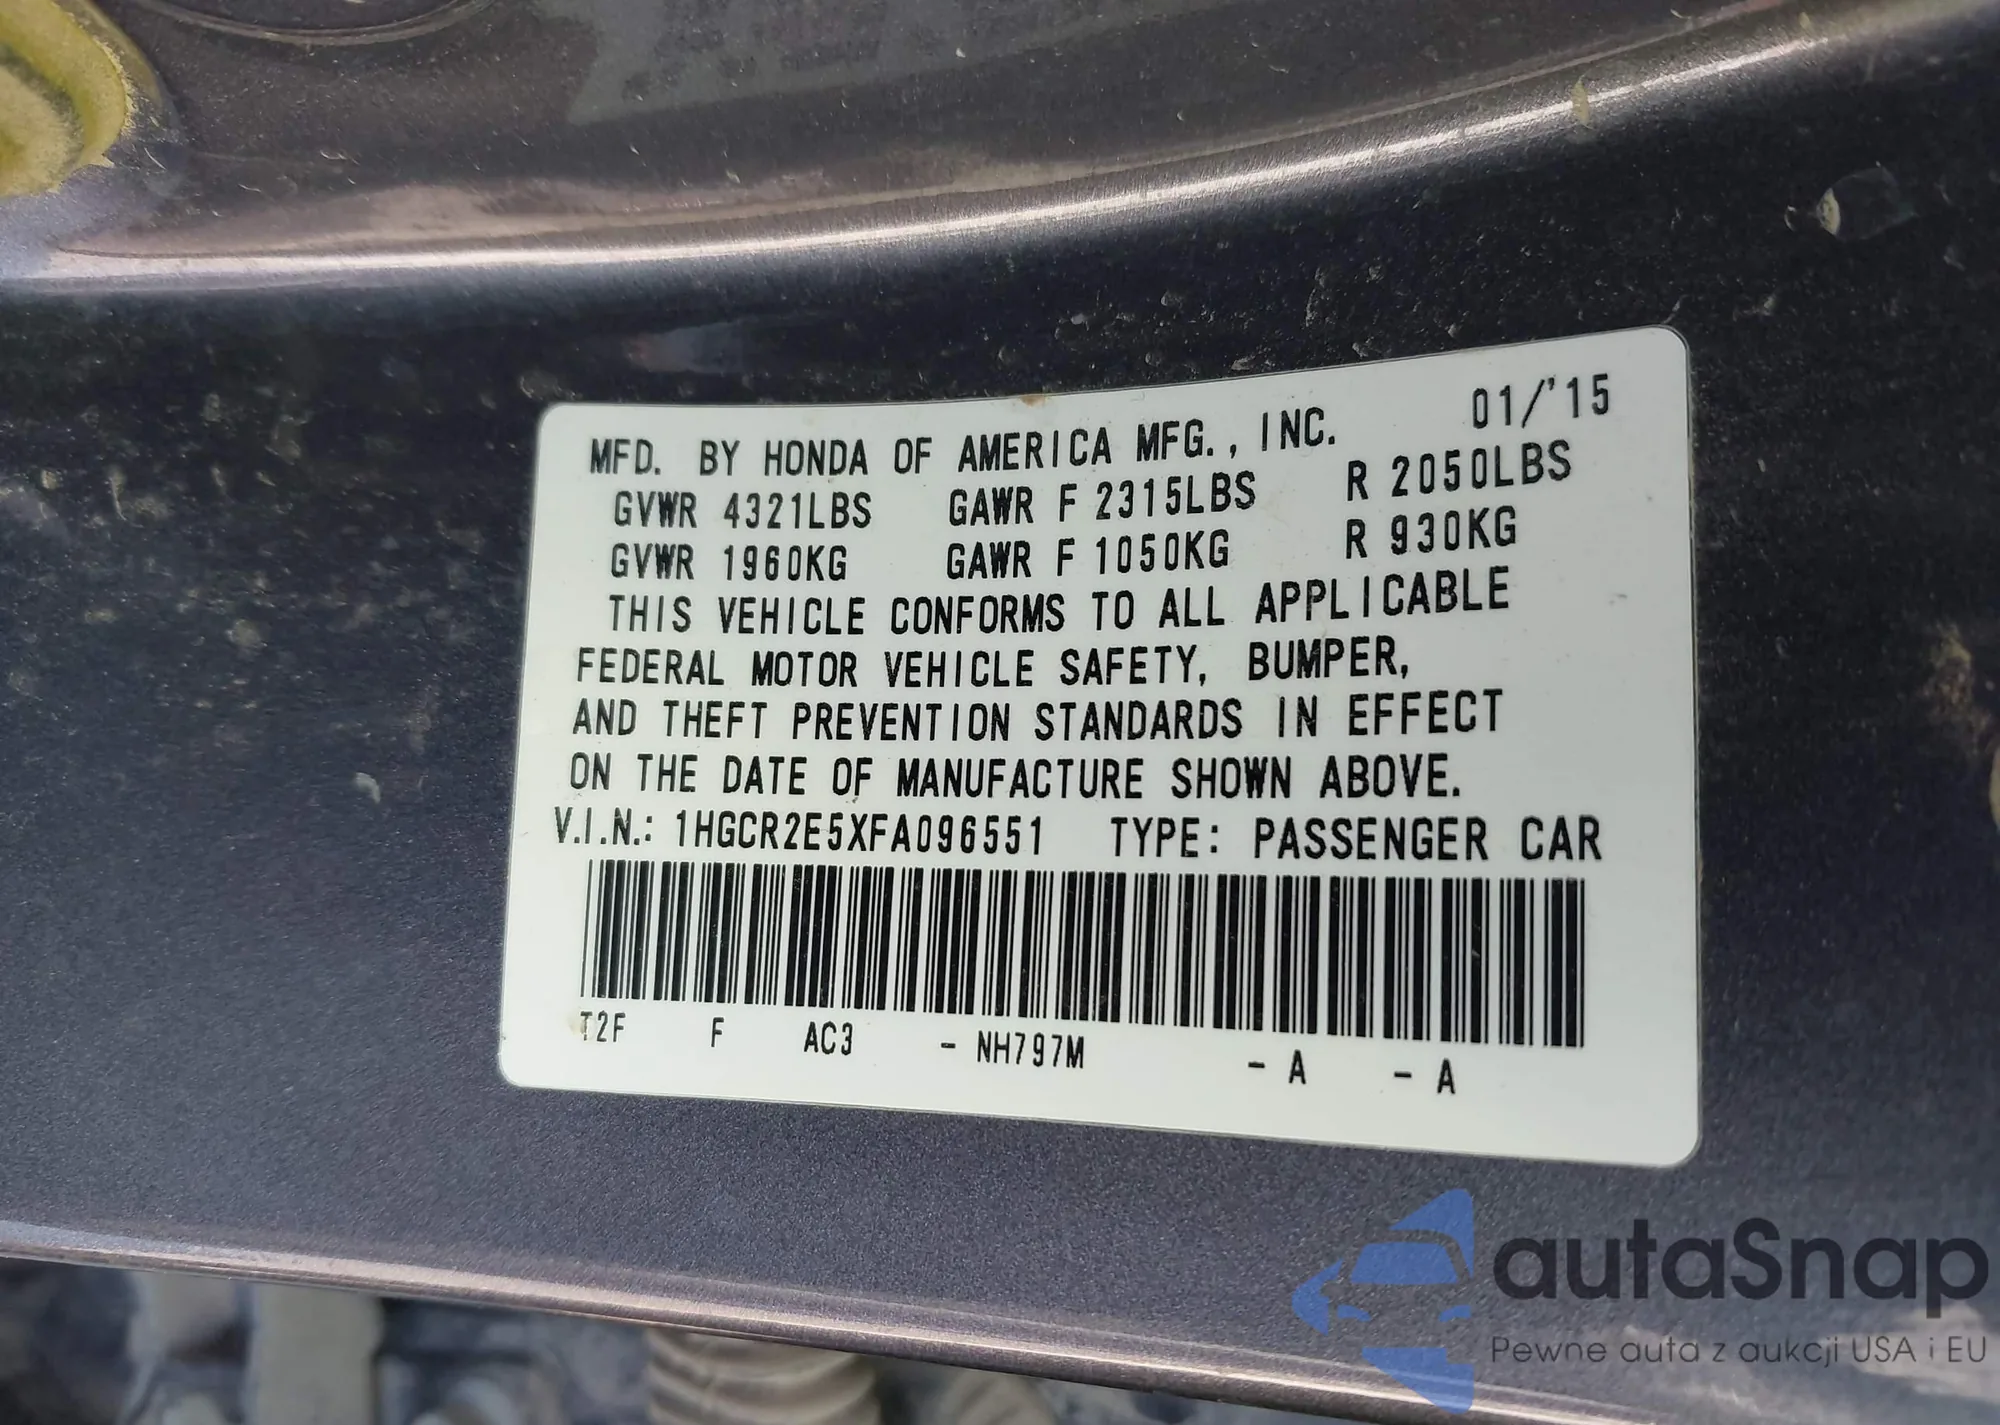 MFD. BY HONDA OF AMERICA MFG., INC. 01/'15
GVWR 4321LBS GAWR F 2315LBS R 2050LBS
GVWR 1960KG GAWR F 1050KG R 930KG
THIS VEHICLE CONFORMS TO ALL APPLICABLE
FEDERAL MOTOR VEHICLE SAFETY, BUMPER,
AND THEFT PREVENTION STANDARDS IN EFFECT
ON THE DATE OF MANUFACTURE SHOWN ABOVE.
V.I.N.: 1HGCR2E5XFA096551 TYPE: PASSENGER CAR
T2F F AC3 - NH797M - A - A
autaSnap
Pewne auta z aukcji USA i EU